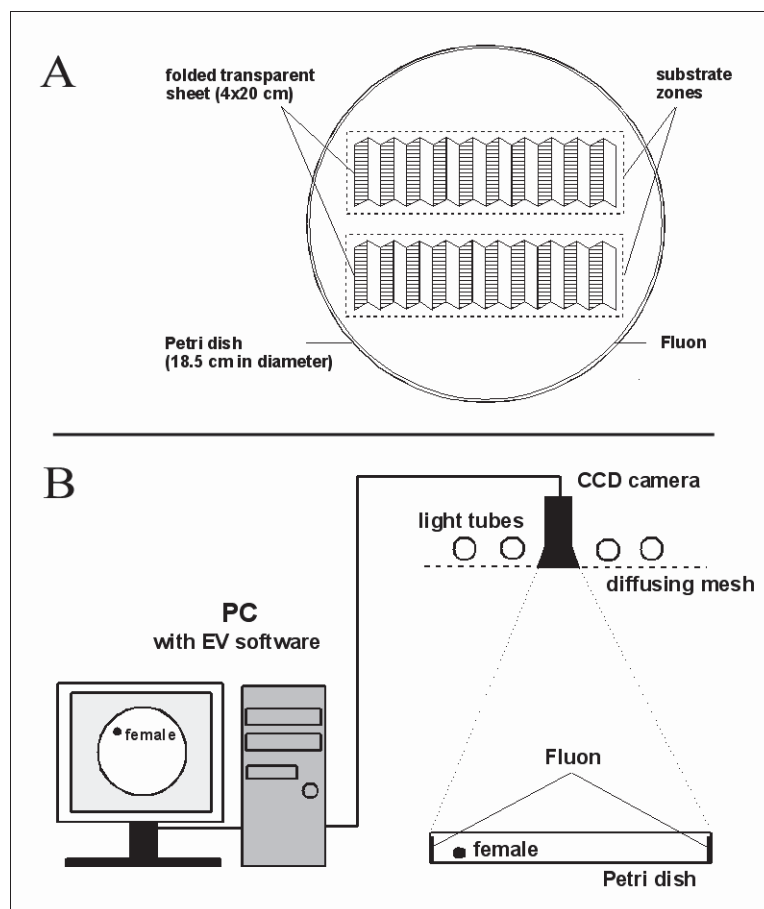 A
folded transparent
sheet (4x20 cm)
substrate
zones
Petri dish
(18.5 cm in diameter)
Fluon
B
CCD camera
light tubes
diffusing mesh
PC
with EV software
female
Fluon
female
Petri dish